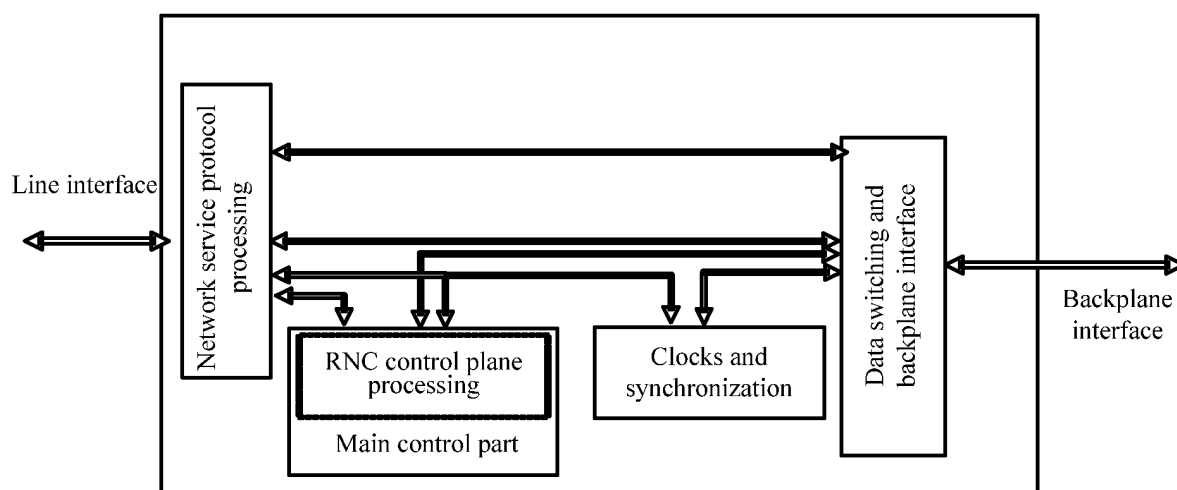 Line interface
Network service protocol
processing
RNC control plane
processing
Main control part
Clocks and
synchronization
Data switching and
backplane interface
Backplane
interface